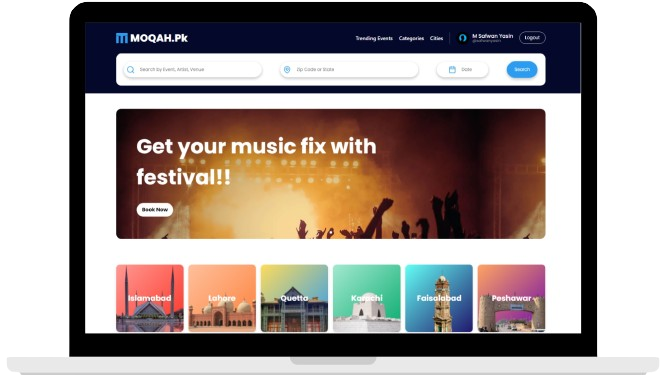 MOQAH.Pk
Trending Events Categories Cities
M Safwan Yasin
Logout
Search by Event, Artist, Venue
Zip Code or State
Date
Search
Get your music fix with
festival!!
Book Now
Islamabad
Lahore
Quetta
Karachi
Faisalabad
Peshawar